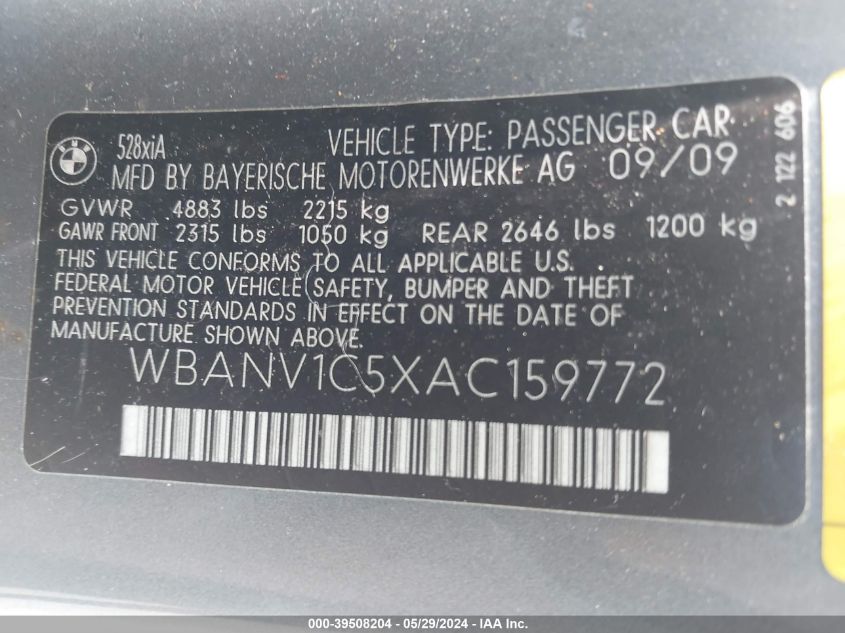 BMW
528xiA VEHICLE TYPE: PASSENGER CAR
MFD BY BAYERISCHE MOTORENWERKE AG 09/09
GVWR 4883 lbs 2215 kg
GAWR FRONT 2315 lbs 1050 kg REAR 2646 lbs 1200 kg
THIS VEHICLE CONFORMS TO ALL APPLICABLE U.S.
FEDERAL MOTOR VEHICLE SAFETY, BUMPER AND THEFT
PREVENTION STANDARDS IN EFFECT ON THE DATE OF
MANUFACTURE SHOWN ABOVE.
WBANV1C5XAC159772
2 122 606
000-39508204 - 05/29/2024 - IAA Inc.